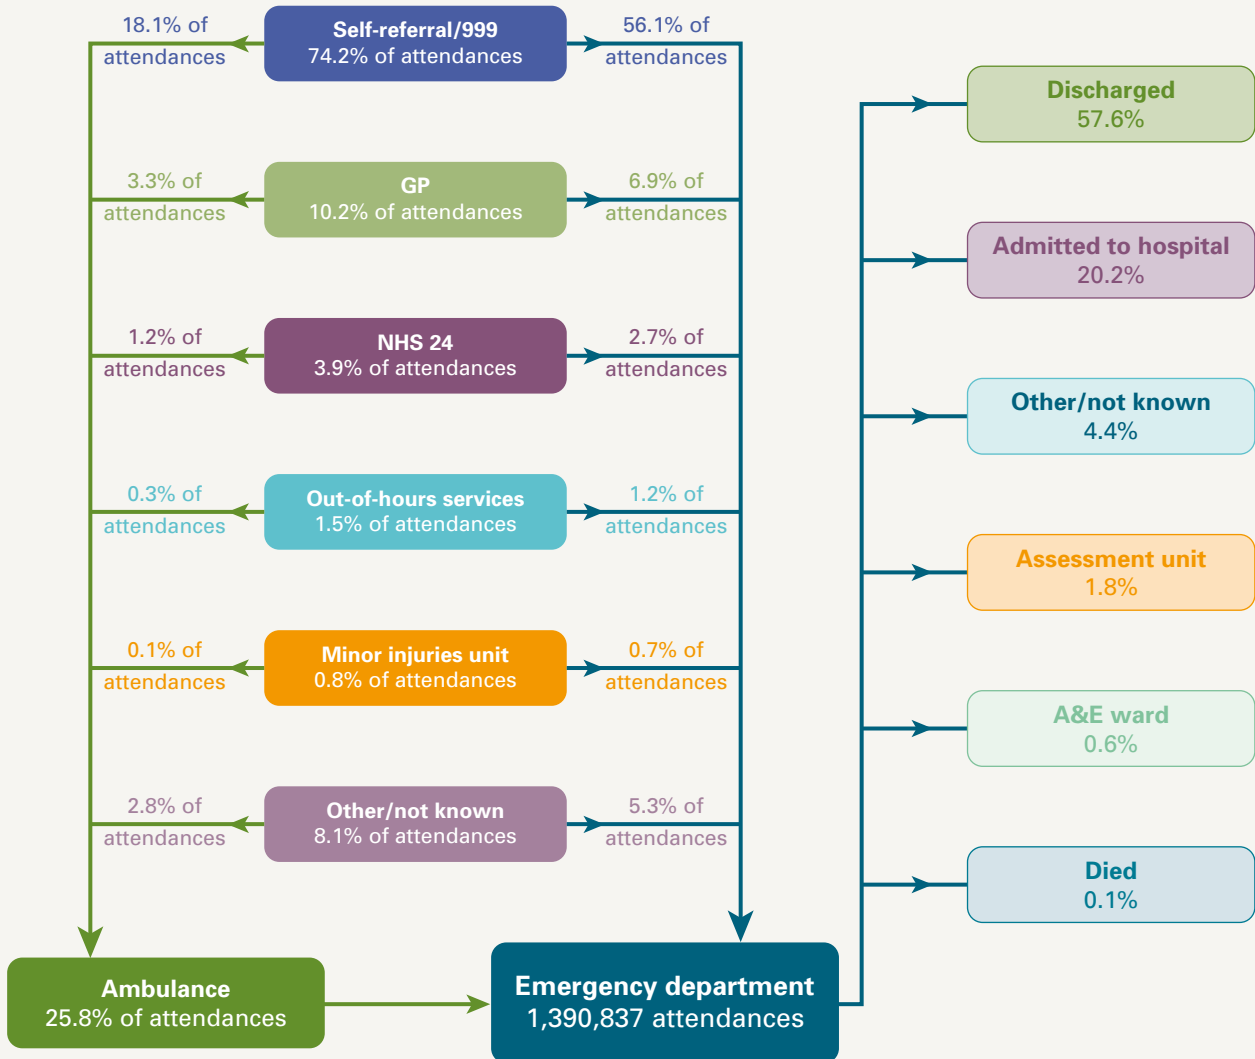 18.1% of
attendances
Self-referral/999
74.2% of attendances
56.1% of
attendances
3.3% of
attendances
GP
10.2% of attendances
6.9% of
attendances
1.2% of
attendances
NHS 24
3.9% of attendances
2.7% of
attendances
0.3% of
attendances
Out-of-hours services
1.5% of attendances
1.2% of
attendances
0.1% of
attendances
Minor injuries unit
0.8% of attendances
0.7% of
attendances
2.8% of
attendances
Other/not known
8.1% of attendances
5.3% of
attendances
Ambulance
25.8% of attendances
Emergency department
1,390,837 attendances
Discharged
57.6%
Admitted to hospital
20.2%
Other/not known
4.4%
Assessment unit
1.8%
A&E ward
0.6%
Died
0.1%